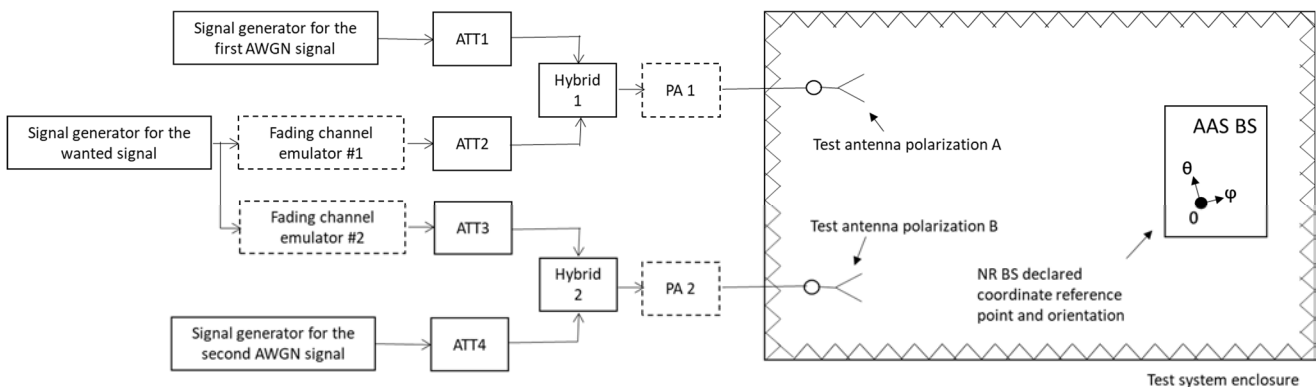 Signal generator for the
first AWGN signal
ATT1
Hybrid
1
PA 1
Signal generator for the
wanted signal
Fading channel
emulator #1
ATT2
Test antenna polarization A
AAS BS
θ
φ
0
Fading channel
emulator #2
ATT3
Test antenna polarization B
Hybrid
2
PA 2
NR BS declared
coordinate reference
point and orientation
Signal generator for the
second AWGN signal
ATT4
Test system enclosure